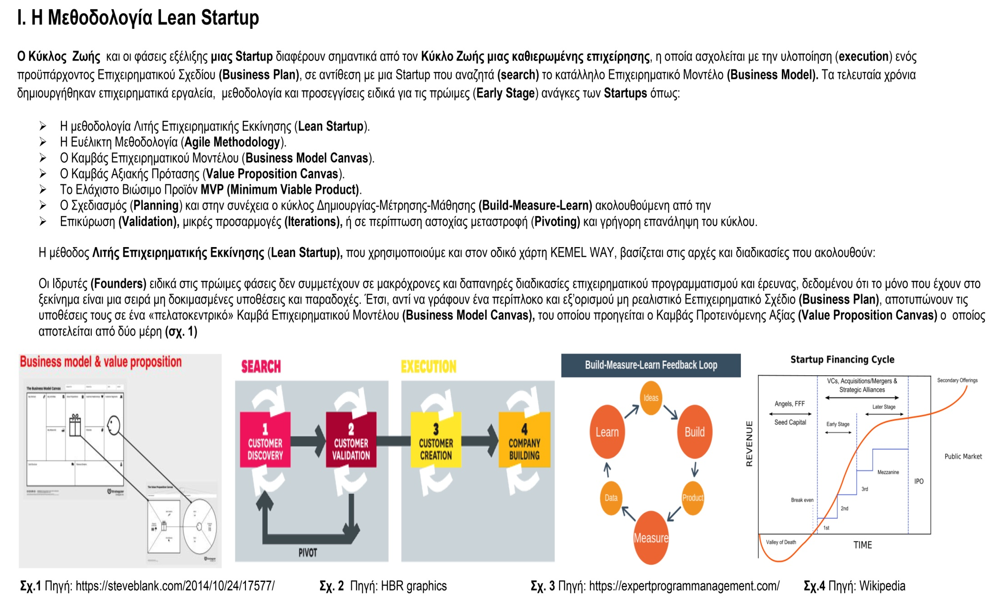 I. Η Μεθοδολογία Lean Startup
Ο Κύκλος Ζωής και οι φάσεις εξέλιξης μιας Startup διαφέρουν σημαντικά από τον Κύκλο Ζωής μιας καθιερωμένης επιχείρησης, η οποία ασχολείται με την υλοποίηση (execution) ενός
προϋπάρχοντος Επιχειρηματικού Σχεδίου (Business Plan), σε αντίθεση με μια Startup που αναζητά (search) το κατάλληλο Επιχειρηματικό Μοντέλο (Business Model). Τα τελευταία χρόνια
δημιουργήθηκαν επιχειρηματικά εργαλεία, μεθοδολογία και προσεγγίσεις ειδικά για τις πρώιμες (Early Stage) ανάγκες των Startups όπως:
➢ Η μεθοδολογία Λιτής Επιχειρηματικής Εκκίνησης (Lean Startup).
➢ Η Ευέλικτη Μεθοδολογία (Agile Methodology).
➢ Ο Καμβάς Επιχειρηματικού Μοντέλου (Business Model Canvas).
➢ Ο Καμβάς Αξιακής Πρότασης (Value Proposition Canvas).
➢ Το Ελάχιστο Βιώσιμο Προϊόν MVP (Minimum Viable Product).
➢ Ο Σχεδιασμός (Planning) και στην συνέχεια ο κύκλος Δημιουργίας-Μέτρησης-Μάθησης (Build-Measure-Learn) ακολουθούμενη από την
➢ Επικύρωση (Validation), μικρές προσαρμογές (Iterations), ή σε περίπτωση αστοχίας μεταστροφή (Pivoting) και γρήγορη επανάληψη του κύκλου.
Η μέθοδος Λιτής Επιχειρηματικής Εκκίνησης (Lean Startup), που χρησιμοποιούμε και στον οδικό χάρτη KEMEL WAY, βασίζεται στις αρχές και διαδικασίες που ακολουθούν:
Οι Ιδρυτές (Founders) ειδικά στις πρώιμες φάσεις δεν συμμετέχουν σε μακρόχρονες και δαπανηρές διαδικασίες επιχειρηματικού προγραμματισμού και έρευνας, δεδομένου ότι το μόνο που έχουν στο
ξεκίνημα είναι μια σειρά μη δοκιμασμένες υποθέσεις και παραδοχές. Έτσι, αντί να γράφουν ένα περίπλοκο και εξ'ορισμού μη ρεαλιστικό Εεπιχειρηματικό Σχέδιο (Business Plan), αποτυπώνουν τις
υποθέσεις τους σε ένα «πελατοκεντρικό» Καμβά Επιχειρηματικού Μοντέλου (Business Model Canvas), του οποίου προηγείται ο Καμβάς Προτεινόμενης Αξίας (Value Proposition Canvas) ο οποίος
αποτελείται από δύο μέρη (σχ. 1)
Business model & value proposition
The Business Model Canvas
Strategyzer
The Value Proposition Canvas
Strategyzer
SEARCH
EXECUTION
1
CUSTOMER
DISCOVERY
2
CUSTOMER
VALIDATION
3
CUSTOMER
CREATION
4
COMPANY
BUILDING
PIVOT
Build-Measure-Learn Feedback Loop
Ideas
Build
Product
Measure
Data
Learn
Startup Financing Cycle
VCs, Acquisitions/Mergers &
Strategic Alliances
Secondary Offerings
Angels, FFF
Seed Capital
Later Stage
Early Stage
REVENUE
Public Market
Mezzanine
IPO
3rd
Break even
2nd
1st
Valley of Death
TIME
Σχ.1 Πηγή: https://steveblank.com/2014/10/24/17577/
Σχ. 2 Πηγή: HBR graphics
Σχ. 3 Πηγή: https://expertprogrammanagement.com/
Σχ.4 Πηγή: Wikipedia